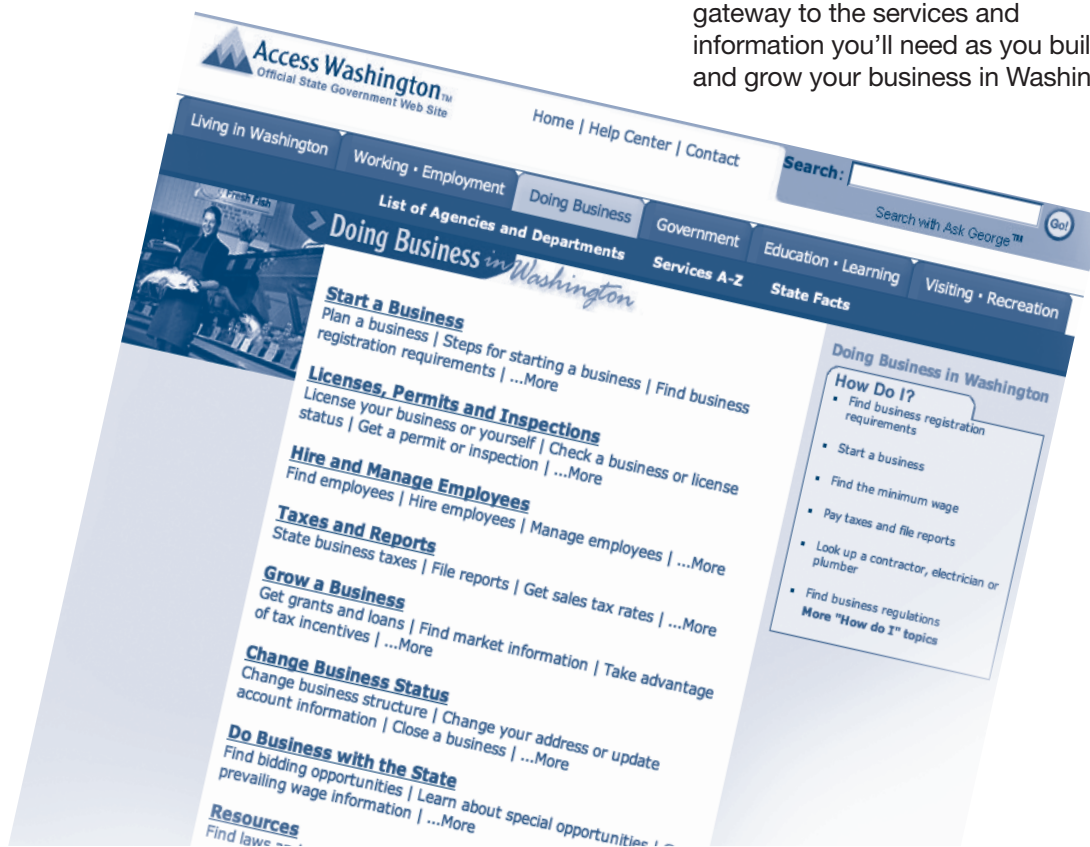 gateway to the services and
information you'll need as you buil
and grow your business in Washin
Access Washington™
Official State Government Web Site
Home | Help Center | Contact
Search:
Go!
Search with Ask George™
Living in Washington
Working • Employment
Doing Business
Government
Education • Learning
Visiting • Recreation
List of Agencies and Departments
Services A-Z
State Facts
Fresh Fish
Doing Business in Washington
Start a Business
Plan a business | Steps for starting a business | Find business
registration requirements | ...More
Licenses, Permits and Inspections
License your business or yourself | Check a business or license
status | Get a permit or inspection | ...More
Hire and Manage Employees
Find employees | Hire employees | Manage employees | ...More
Taxes and Reports
State business taxes | File reports | Get sales tax rates | ...More
Grow a Business
Get grants and loans | Find market information | Take advantage
of tax incentives | ...More
Change Business Status
Change business structure | Change your address or update
account information | Close a business | ...More
Do Business with the State
Find bidding opportunities | Learn about special opportunities |
prevailing wage information | ...More
Resources
Find laws
Doing Business in Washington
How Do I?
▪ Find business registration
requirements
▪ Start a business
▪ Find the minimum wage
▪ Pay taxes and file reports
▪ Look up a contractor, electrician or
plumber
▪ Find business regulations
More "How do I" topics